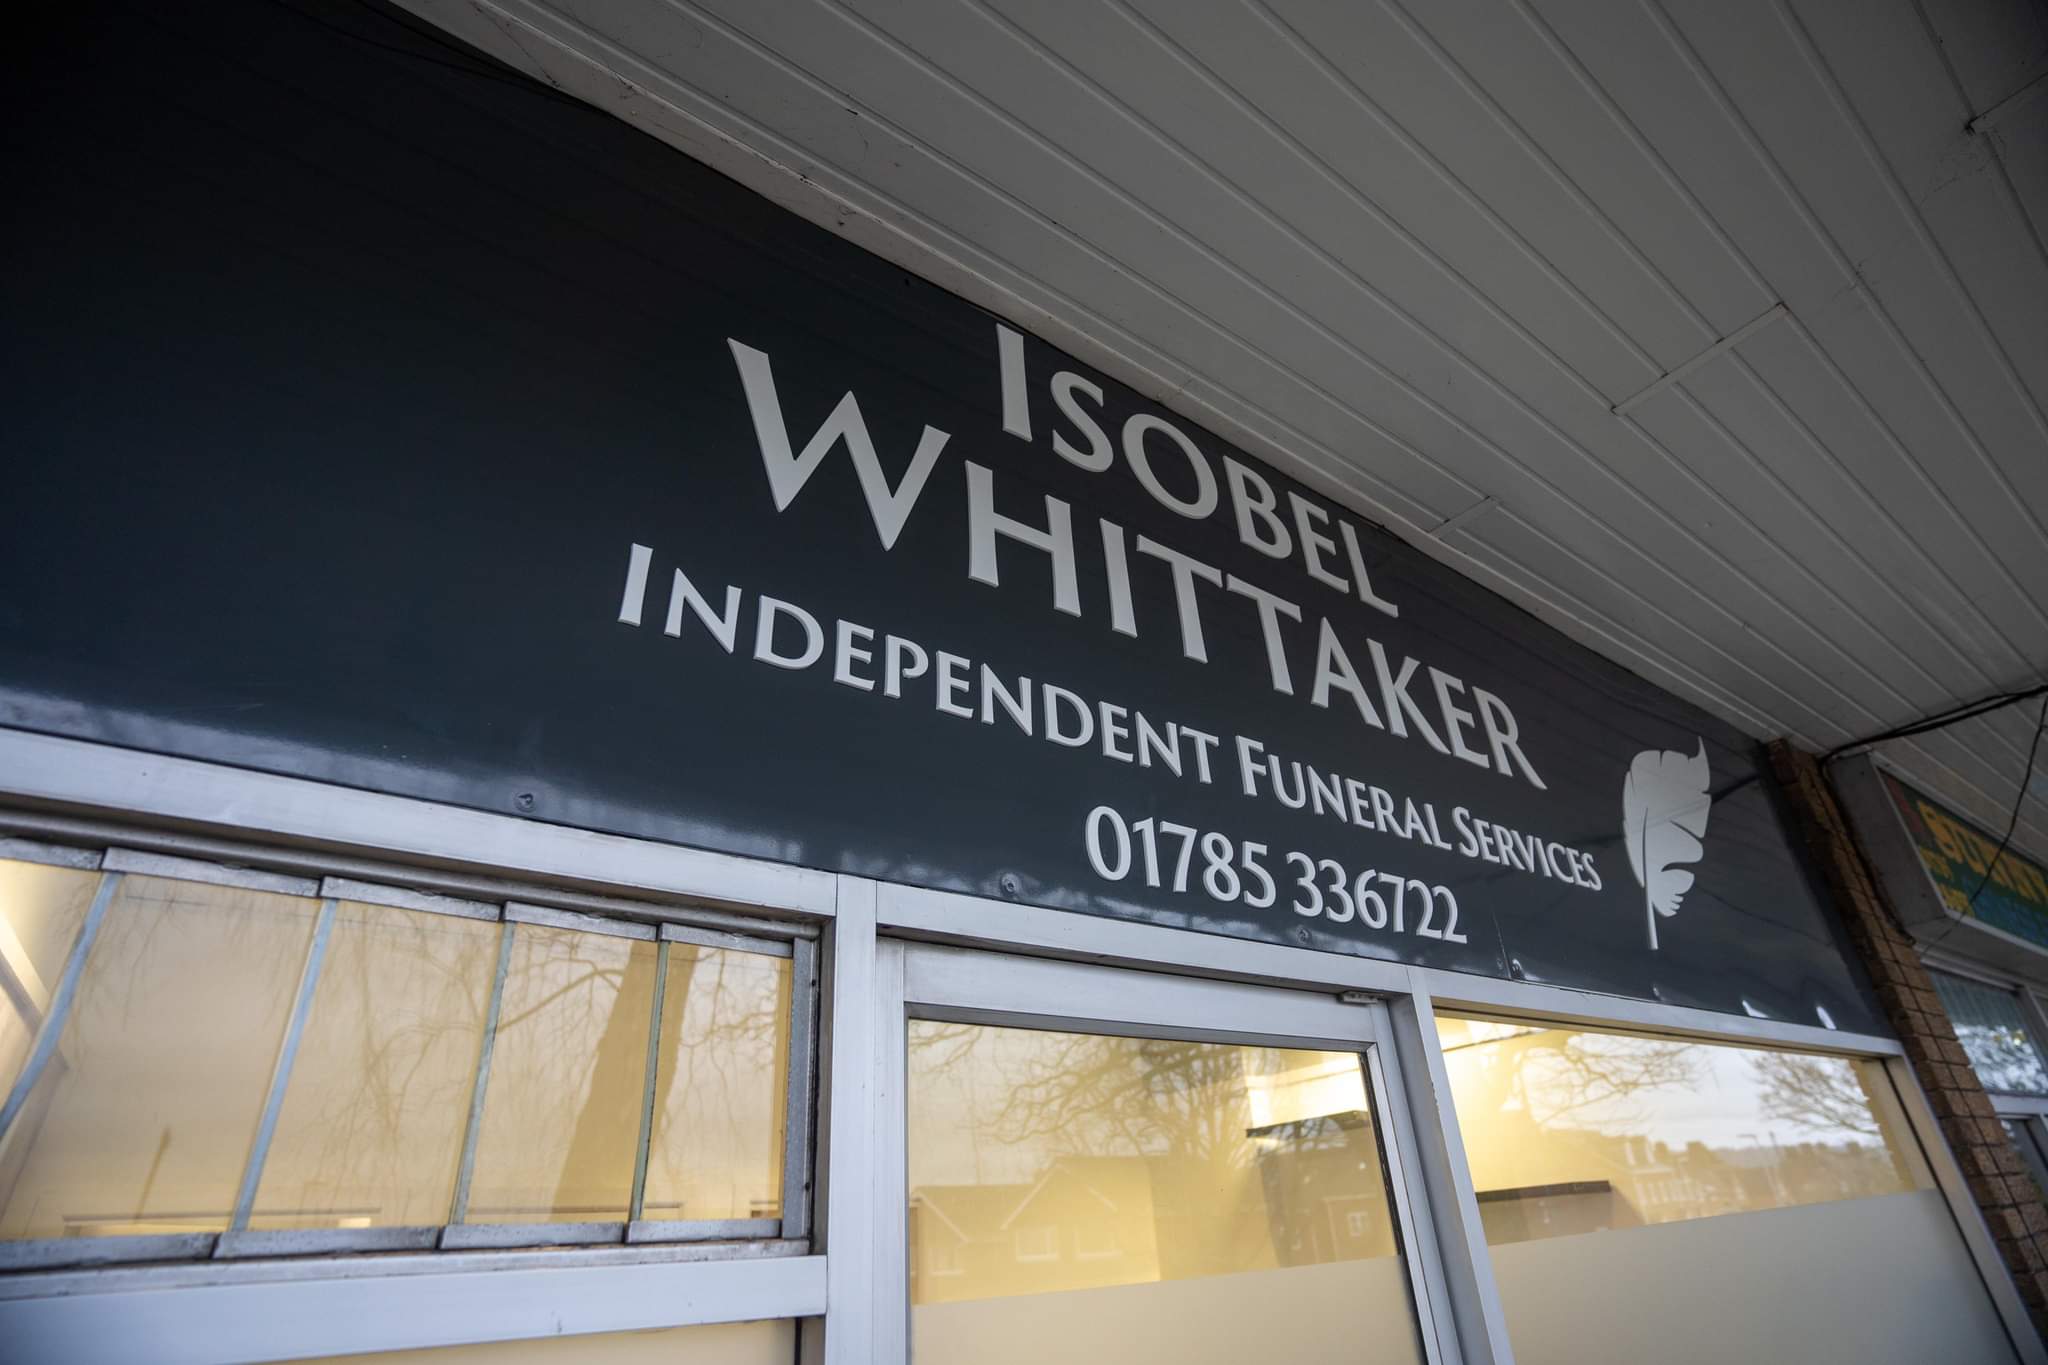 Isobel
Whittaker
Independent Funeral Services
01785 336722